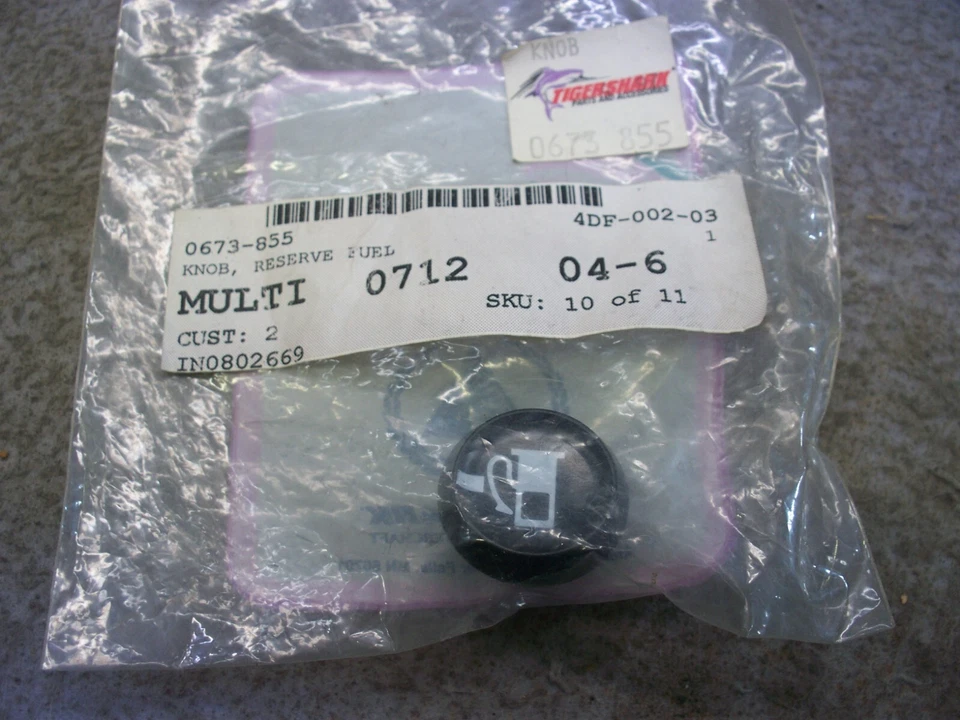 KNOB
TIGERSHARK
PARTS AND ACCESSORIES
0673 855
0673-855
4DF-002-03
1
KNOB, RESERVE FUEL
MULTI 0712 04-6
SKU: 10 of 11
CUST: 2
IN0802669